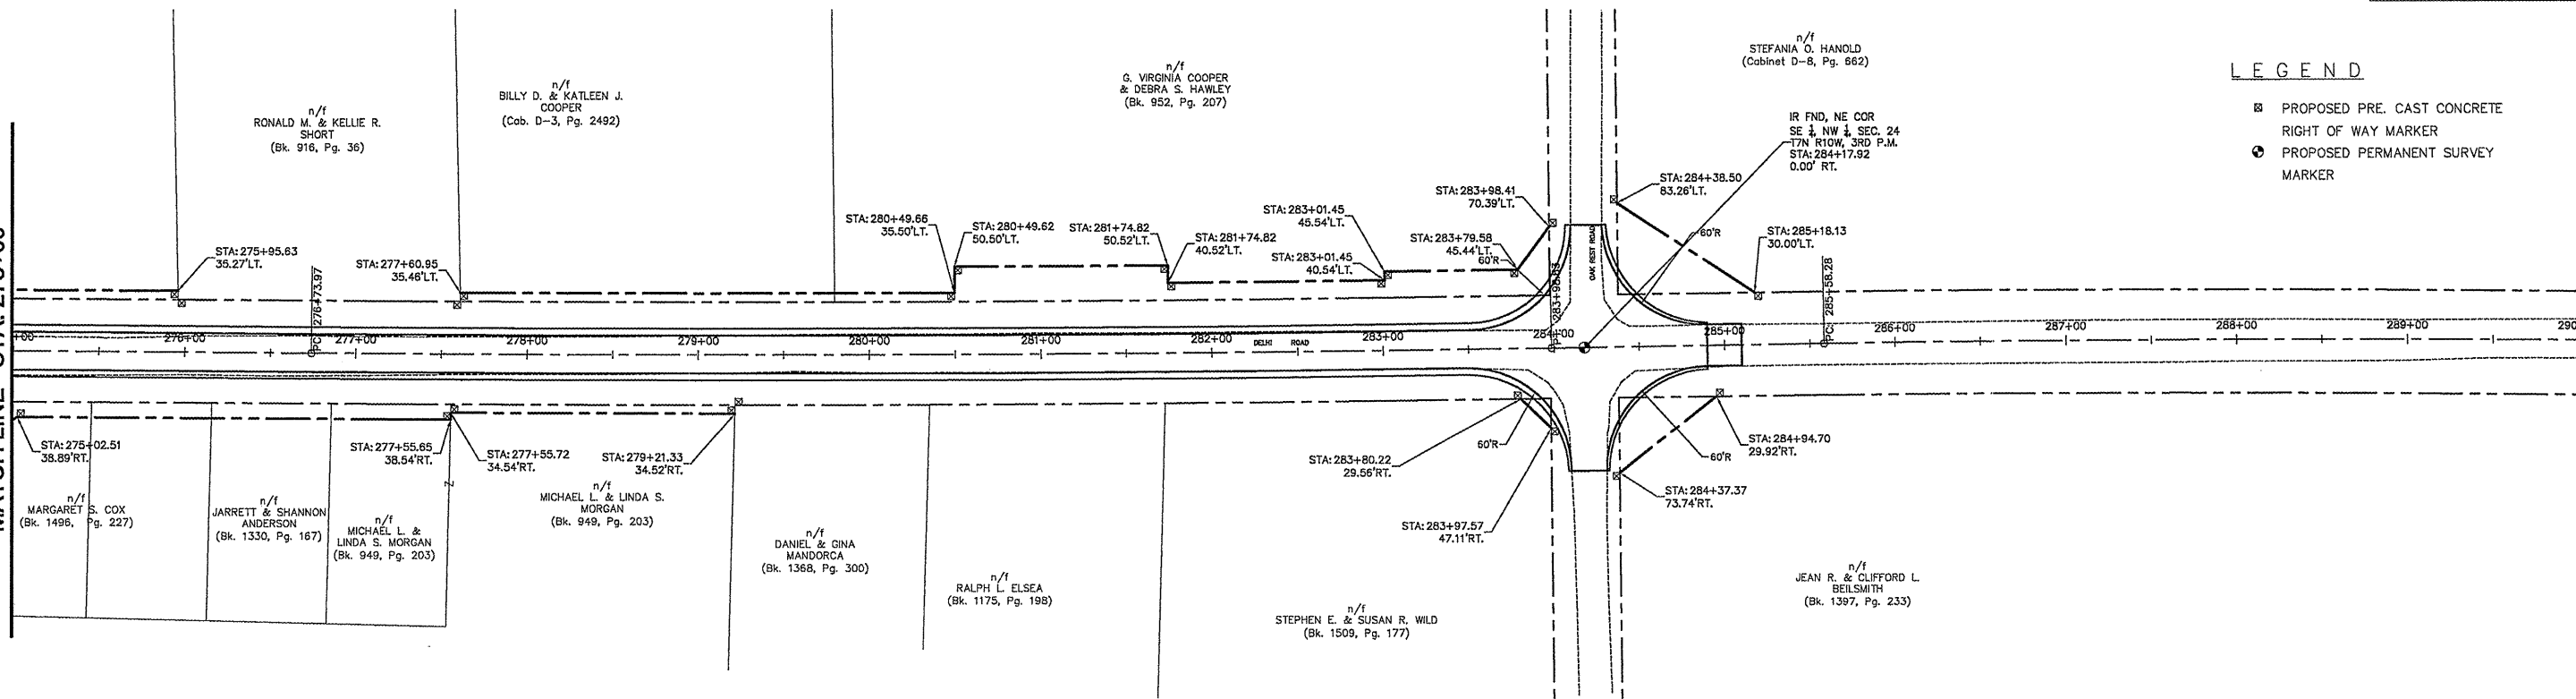 n/f
RONALD M. & KELLIE R.
SHORT
(Bk. 916, Pg. 36)
n/f
BILLY D. & KATLEEN J.
COOPER
(Cab. D-3, Pg. 2492)
n/f
G. VIRGINIA COOPER
& DEBRA S. HAWLEY
(Bk. 952, Pg. 207)
n/f
STEFANIA O. HANOLD
(Cabinet D-8, Pg. 662)
LEGEND
PROPOSED PRE. CAST CONCRETE
RIGHT OF WAY MARKER
PROPOSED PERMANENT SURVEY
MARKER
IR FND, NE COR
SE ¼, NW ¼, SEC. 24
T7N R10W, 3RD P.M.
STA: 284+17.92
0.00' RT.
STA: 275+95.63
35.27'LT.
STA: 277+60.95
35.46'LT.
STA: 280+49.66
35.50'LT.
STA: 280+49.62
50.50'LT.
STA: 281+74.82
50.52'LT.
STA: 281+74.82
40.52'LT.
STA: 283+01.45
45.54'LT.
STA: 283+01.45
40.54'LT.
STA: 283+98.41
70.39'LT.
STA: 283+79.58
45.44'LT.
60'R
STA: 284+38.50
83.26'LT.
60'R
STA: 285+18.13
30.00'LT.
OAK REST ROAD
PC: 276+73.97
PC: 285+58.28
+00
276+00
277+00
278+00
279+00
280+00
281+00
282+00
DELHI ROAD
283+00
284+00
285+00
286+00
287+00
288+00
289+00
290
STA: 275+02.51
38.89'RT.
STA: 277+55.65
38.54'RT.
STA: 277+55.72
34.54'RT.
STA: 279+21.33
34.52'RT.
STA: 283+80.22
29.56'RT.
60'R
STA: 283+97.57
47.11'RT.
60'R
STA: 284+94.70
29.92'RT.
STA: 284+37.37
73.74'RT.
n/f
MARGARET S. COX
(Bk. 1496, Pg. 227)
n/f
JARRETT & SHANNON
ANDERSON
(Bk. 1330, Pg. 167)
n/f
MICHAEL L. &
LINDA S. MORGAN
(Bk. 949, Pg. 203)
n/f
MICHAEL L. & LINDA S.
MORGAN
(Bk. 949, Pg. 203)
n/f
DANIEL & GINA
MANDORCA
(Bk. 1368, Pg. 300)
n/f
RALPH L. ELSEA
(Bk. 1175, Pg. 198)
n/f
STEPHEN E. & SUSAN R. WILD
(Bk. 1509, Pg. 177)
n/f
JEAN R. & CLIFFORD L.
BEILSMITH
(Bk. 1397, Pg. 233)